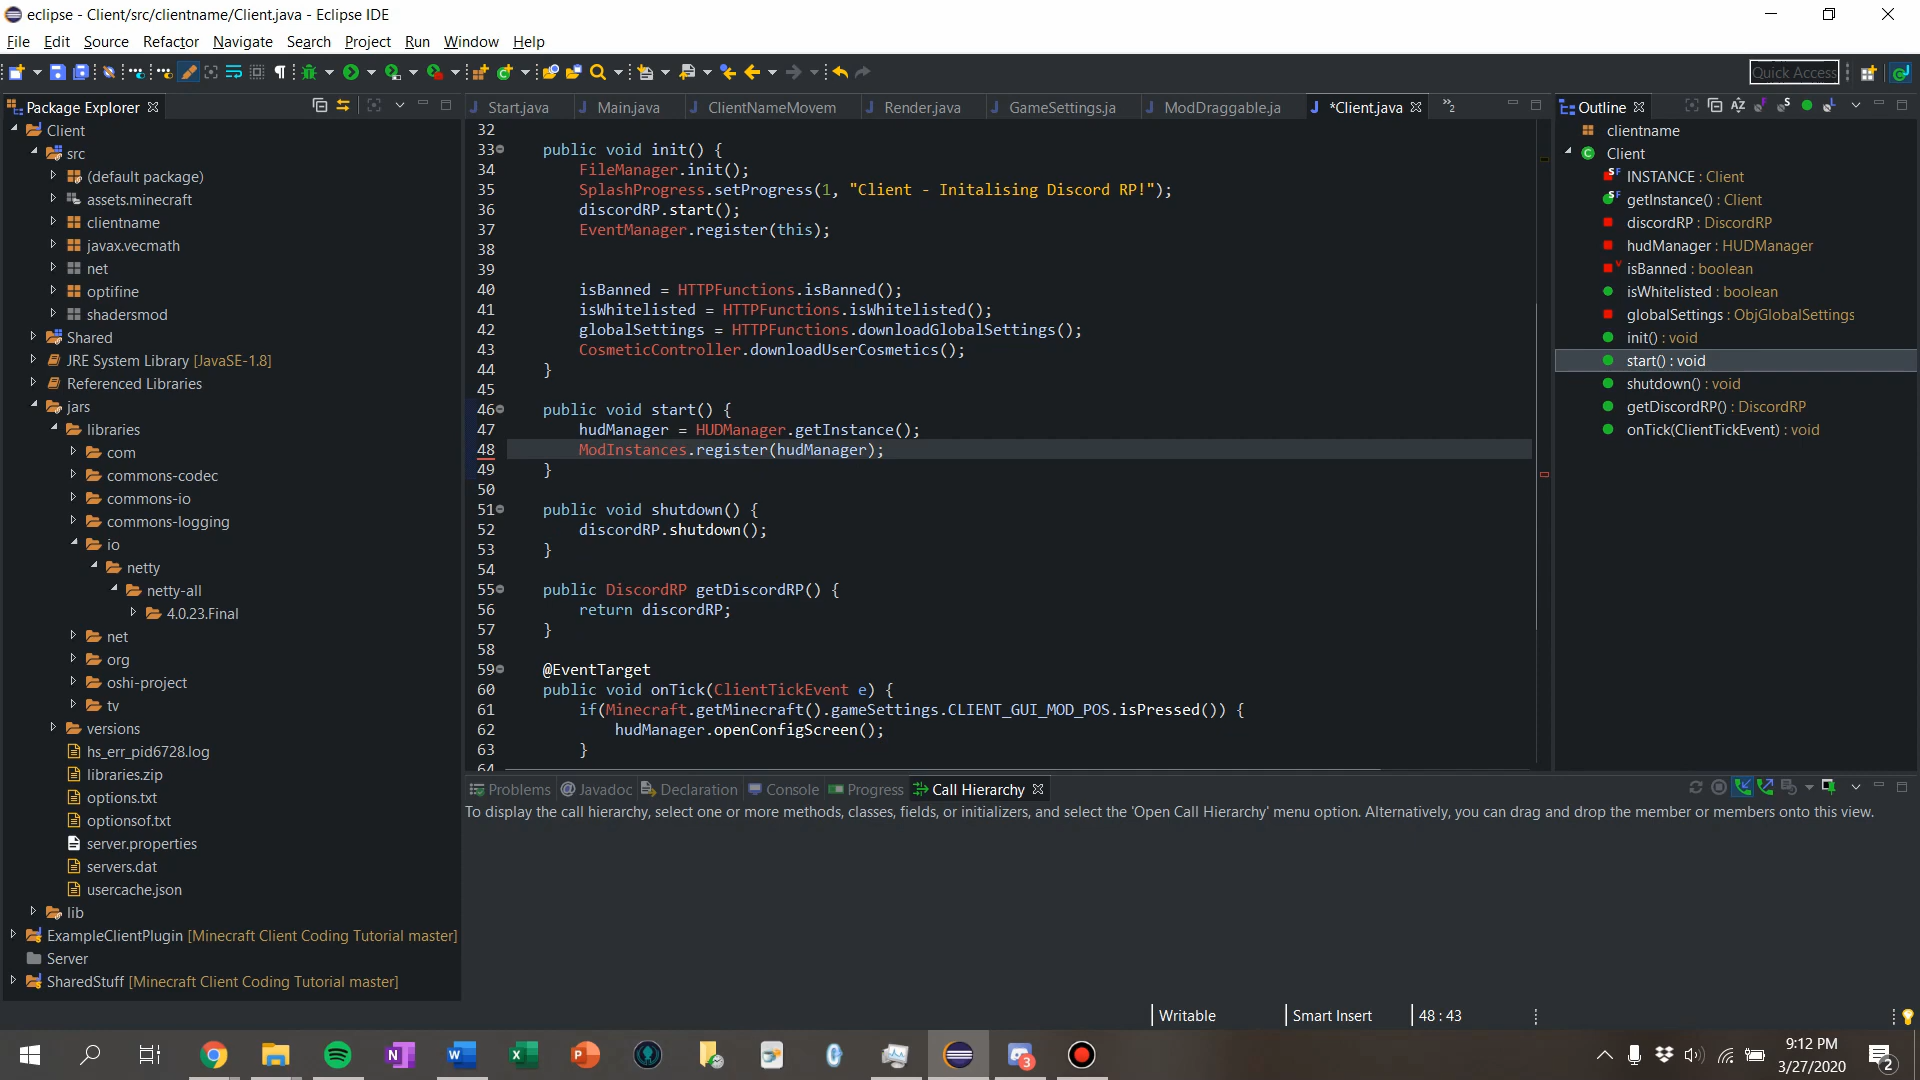 eclipse - Client/src/clientname/Client.java - Eclipse IDE
File Edit Source Refactor Navigate Search Project Run Window Help
Quick Access
Package Explorer
Client
src
(default package)
assets.minecraft
clientname
javax.vecmath
net
optifine
shadersmod
Shared
JRE System Library [JavaSE-1.8]
Referenced Libraries
jars
libraries
com
commons-codec
commons-io
commons-logging
io
netty
netty-all
4.0.23.Final
net
org
oshi-project
tv
versions
hs_err_pid6728.log
libraries.zip
options.txt
optionsof.txt
server.properties
servers.dat
usercache.json
lib
ExampleClientPlugin [Minecraft Client Coding Tutorial master]
Server
SharedStuff [Minecraft Client Coding Tutorial master]
Start.java Main.java ClientNameMovem Render.java GameSettings.ja ModDraggable.ja *Client.java »2
32
33 public void init() {
34 FileManager.init();
35 SplashProgress.setProgress(1, "Client - Initalising Discord RP!");
36 discordRP.start();
37 EventManager.register(this);
38
39
40 isBanned = HTTPFunctions.isBanned();
41 isWhitelisted = HTTPFunctions.isWhitelisted();
42 globalSettings = HTTPFunctions.downloadGlobalSettings();
43 CosmeticController.downloadUserCosmetics();
44 }
45
46 public void start() {
47 hudManager = HUDManager.getInstance();
48 ModInstances.register(hudManager);
49 }
50
51 public void shutdown() {
52 discordRP.shutdown();
53 }
54
55 public DiscordRP getDiscordRP() {
56 return discordRP;
57 }
58
59 @EventTarget
60 public void onTick(ClientTickEvent e) {
61 if(Minecraft.getMinecraft().gameSettings.CLIENT_GUI_MOD_POS.isPressed()) {
62 hudManager.openConfigScreen();
63 }
64
Outline
clientname
Client
INSTANCE : Client
getInstance() : Client
discordRP : DiscordRP
hudManager : HUDManager
isBanned : boolean
isWhitelisted : boolean
globalSettings : ObjGlobalSettings
init() : void
start() : void
shutdown() : void
getDiscordRP() : DiscordRP
onTick(ClientTickEvent) : void
Problems @ Javadoc Declaration Console Progress Call Hierarchy
To display the call hierarchy, select one or more methods, classes, fields, or initializers, and select the 'Open Call Hierarchy' menu option. Alternatively, you can drag and drop the member or members onto this view.
Writable Smart Insert 48 : 43
9:12 PM
3/27/2020
3
2